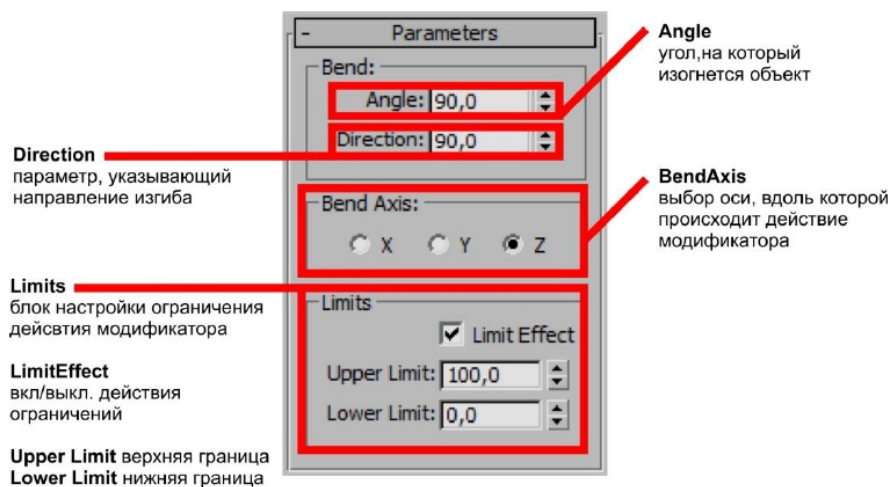 Angle
угол,на который
изогнется объект
- Parameters
Bend:
Angle: 90,0
Direction: 90,0
Direction
параметр, указывающий
направление изгиба
BendAxis
выбор оси, вдоль которой
происходит действие
модификатора
Bend Axis:
X Y Z
Limits
блок настройки ограничения
дейсвтия модификатора
LimitEffect
вкл/выкл. действия
ограничений
Upper Limit верхняя граница
Lower Limit нижняя граница
Limits
Limit Effect
Upper Limit: 100,0
Lower Limit: 0,0